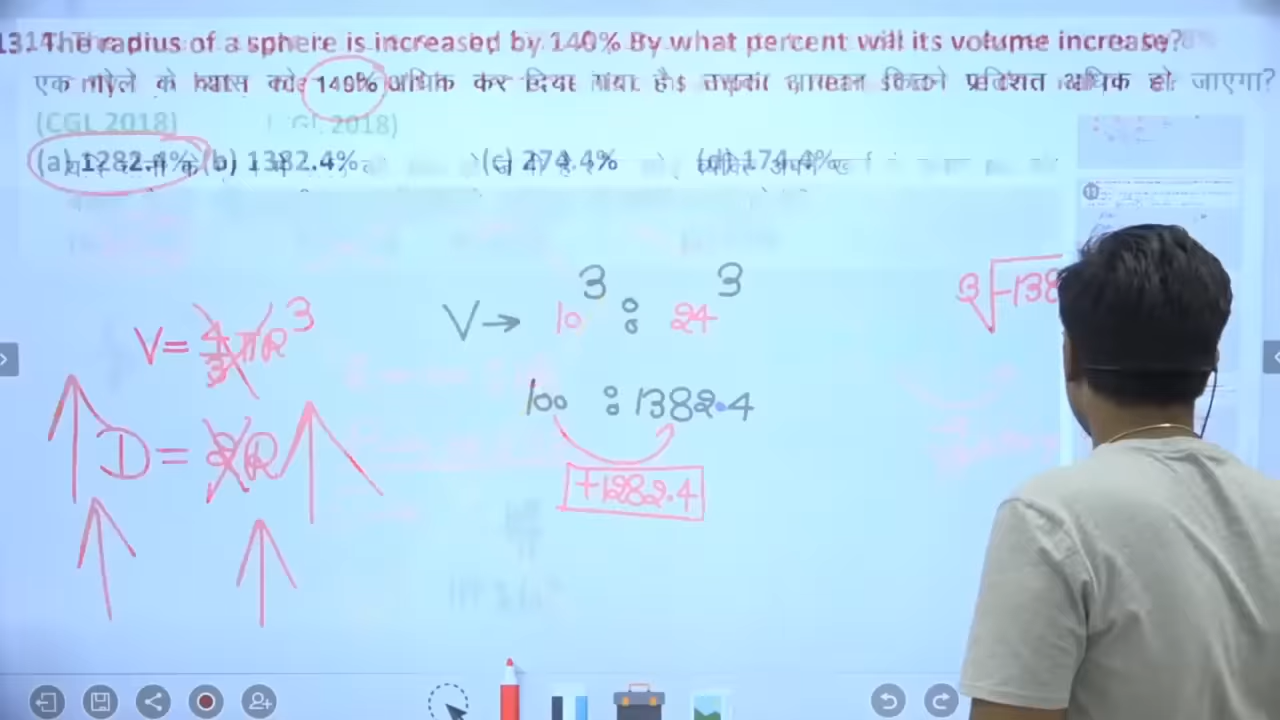 13. The radius of a sphere is increased by 140% By what percent will its volume increase?
एक गोले के व्यास को 140% अधिक कर दिया गया है। उसका आयतन कितने प्रतिशत अधिक हो जाएगा?
(CGL 2018)
(a) 1282.4% (b) 1382.4% (c) 274.4% (d) 174.4%
V = 4/3 πR³
V → 10³ : 24³
∛-138
D = 2R
100 : 1382.4
+1282.4
11